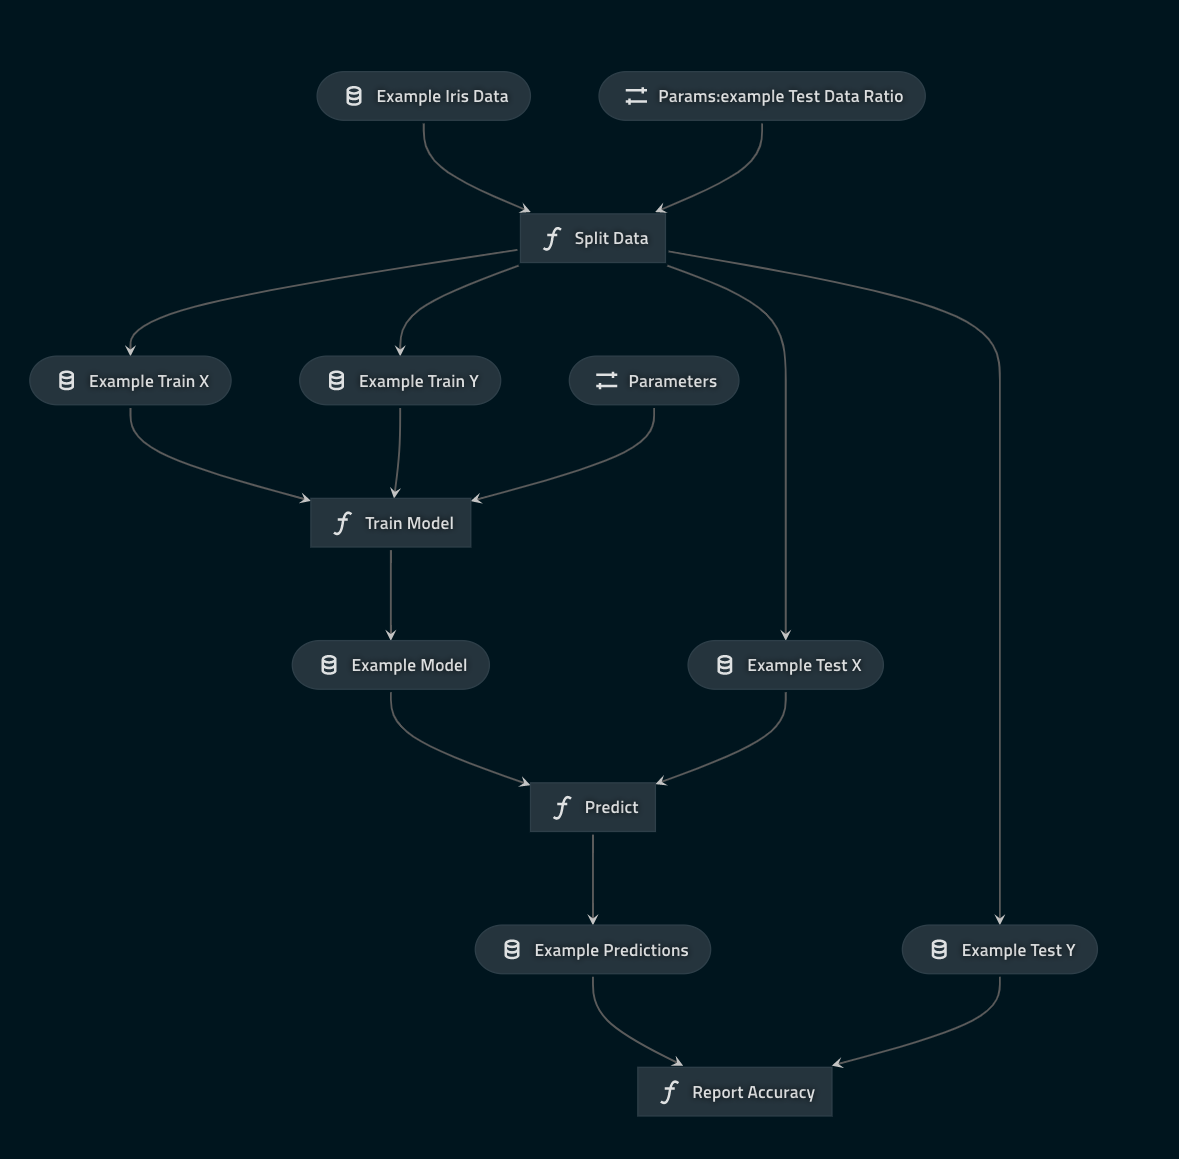 Example Iris Data
Params:example Test Data Ratio
Split Data
Example Train X
Example Train Y
Parameters
Train Model
Example Model
Example Test X
Predict
Example Predictions
Example Test Y
Report Accuracy